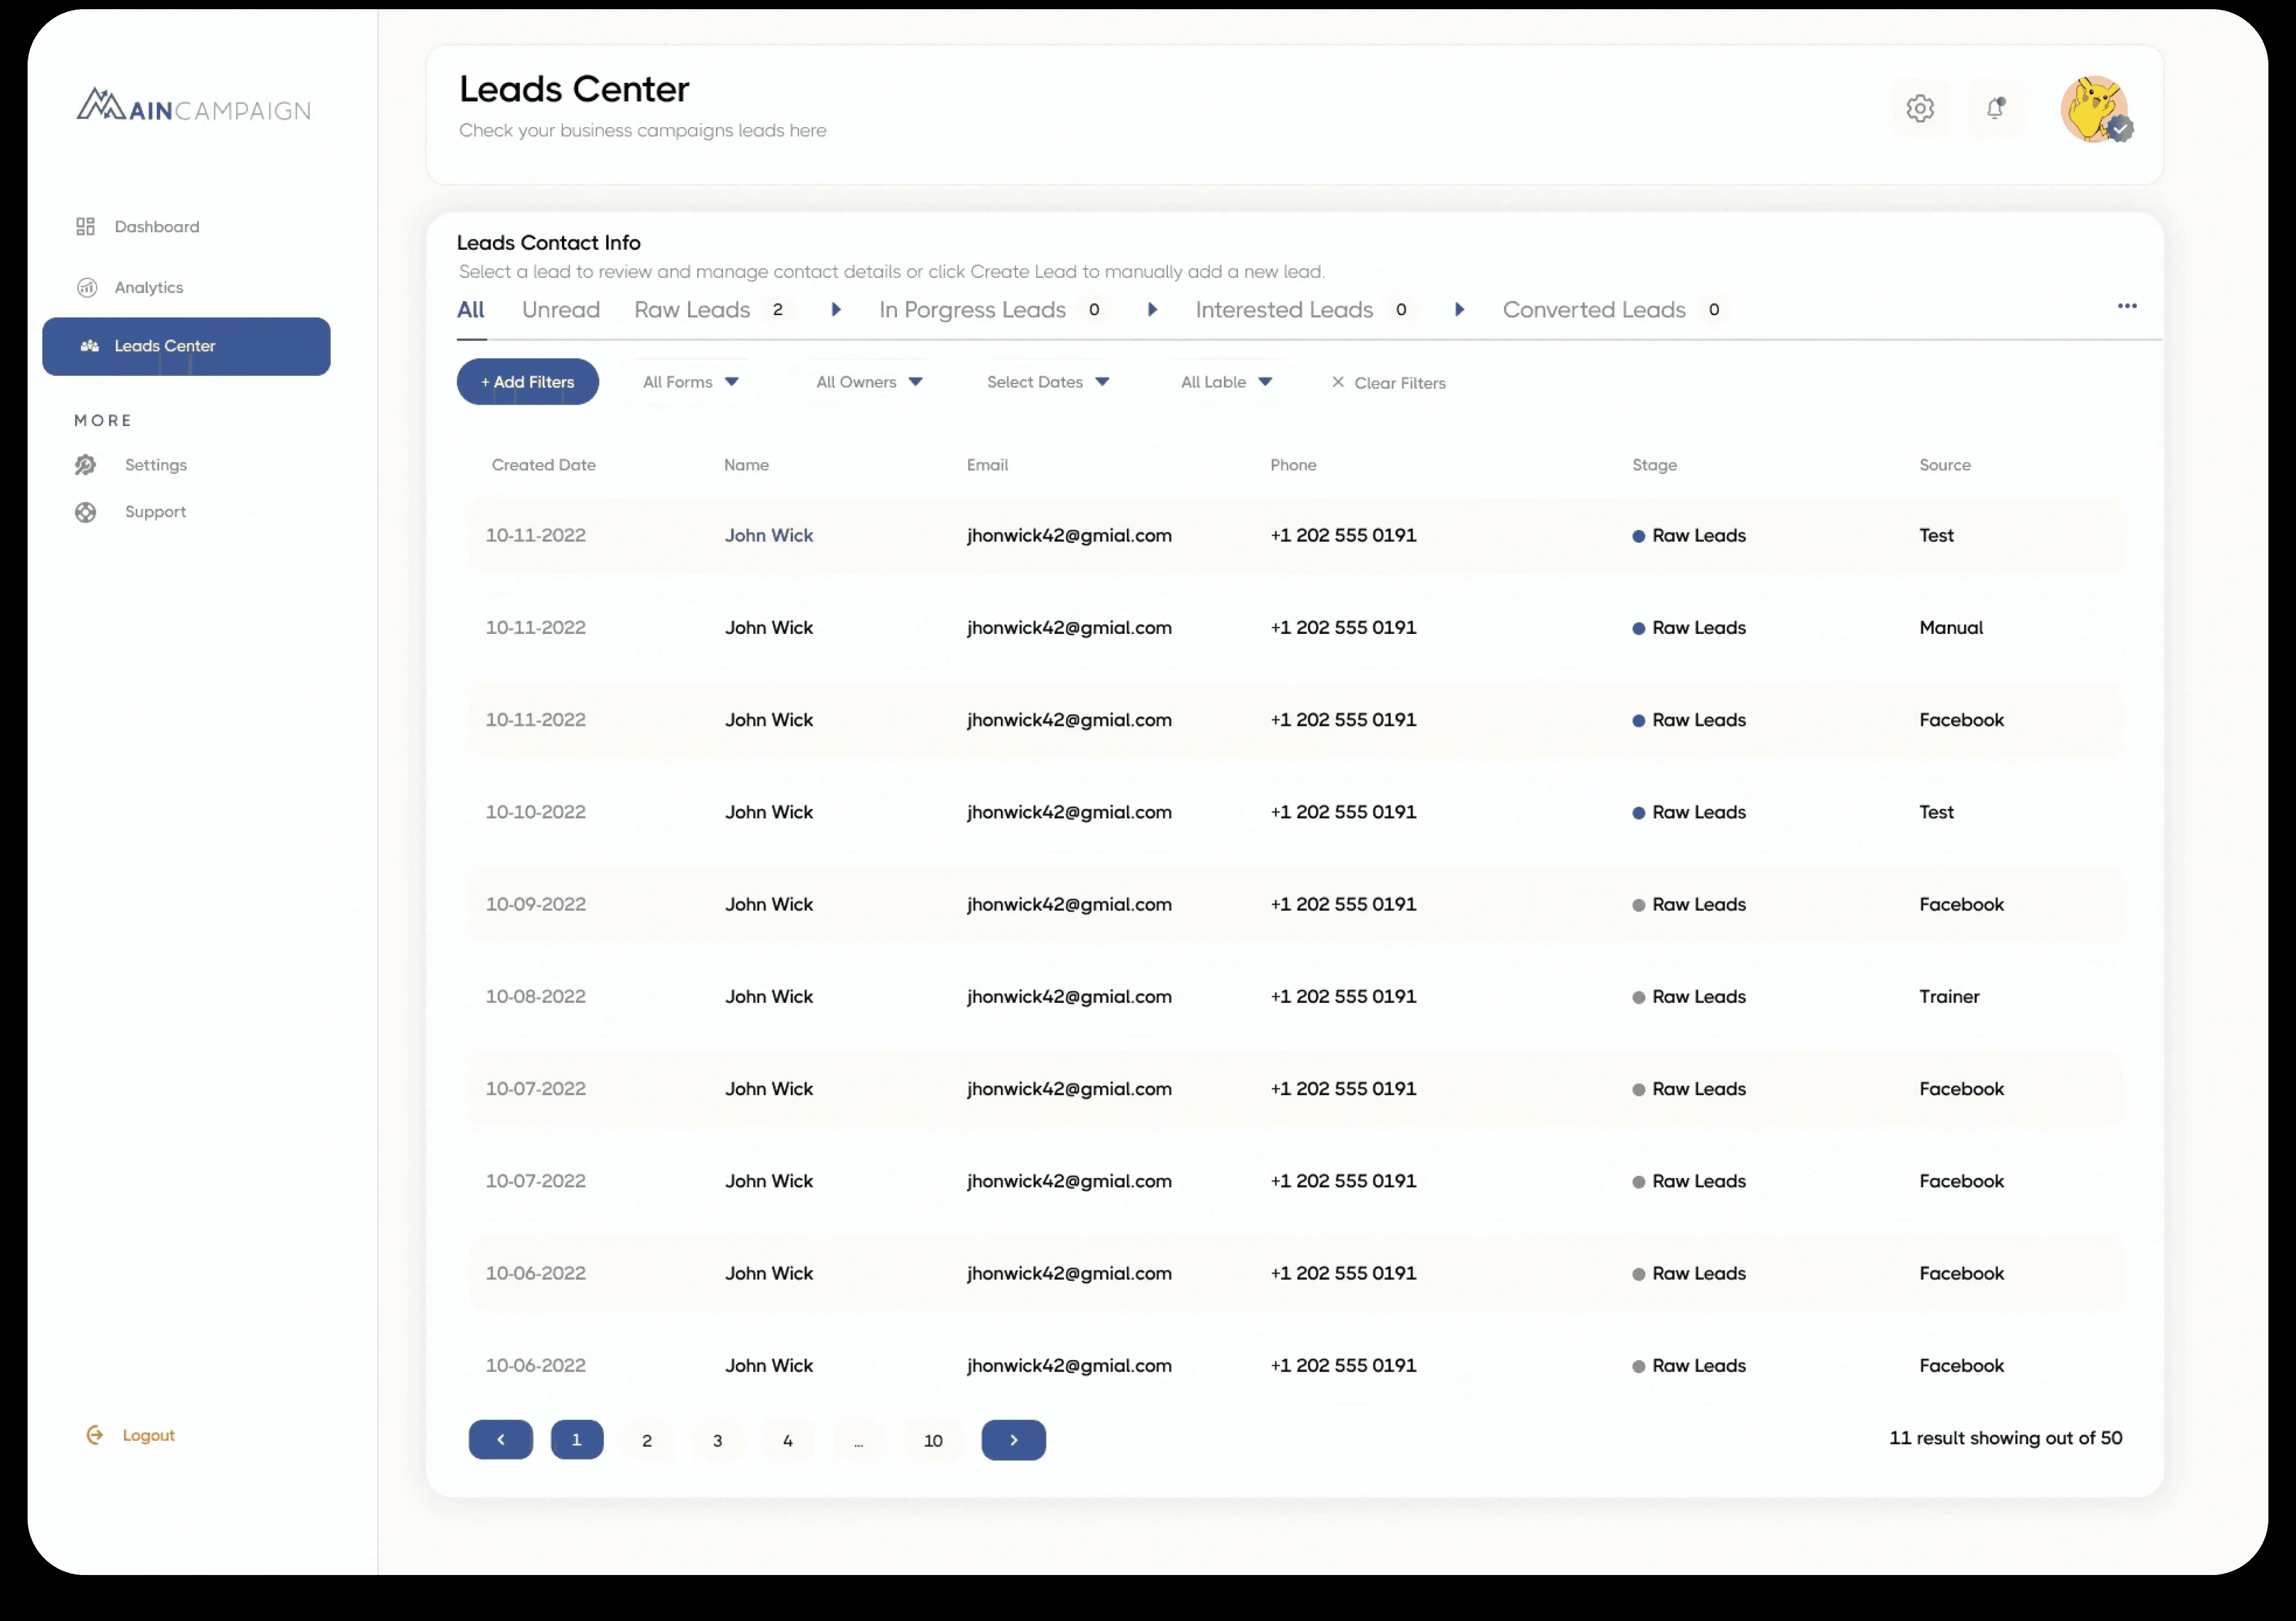 MAINCAMPAIGN
Dashboard
Analytics
Leads Center
MORE
Settings
Support
Logout
Leads Center
Check your business campaigns leads here
Leads Contact Info
Select a lead to review and manage contact details or click Create Lead to manually add a new lead.
All Unread Raw Leads 2 In Porgress Leads 0 Interested Leads 0 Converted Leads 0
+ Add Filters All Forms All Owners Select Dates All Lable Clear Filters
Created Date Name Email Phone Stage Source
10-11-2022 John Wick jhonwick42@gmial.com +1 202 555 0191 Raw Leads Test
10-11-2022 John Wick jhonwick42@gmial.com +1 202 555 0191 Raw Leads Manual
10-11-2022 John Wick jhonwick42@gmial.com +1 202 555 0191 Raw Leads Facebook
10-10-2022 John Wick jhonwick42@gmial.com +1 202 555 0191 Raw Leads Test
10-09-2022 John Wick jhonwick42@gmial.com +1 202 555 0191 Raw Leads Facebook
10-08-2022 John Wick jhonwick42@gmial.com +1 202 555 0191 Raw Leads Trainer
10-07-2022 John Wick jhonwick42@gmial.com +1 202 555 0191 Raw Leads Facebook
10-07-2022 John Wick jhonwick42@gmial.com +1 202 555 0191 Raw Leads Facebook
10-06-2022 John Wick jhonwick42@gmial.com +1 202 555 0191 Raw Leads Facebook
10-06-2022 John Wick jhonwick42@gmial.com +1 202 555 0191 Raw Leads Facebook
1 2 3 4 ... 10 11 result showing out of 50